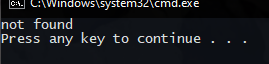 C:\Windows\system32\cmd.exe
not found
Press any key to continue . . .